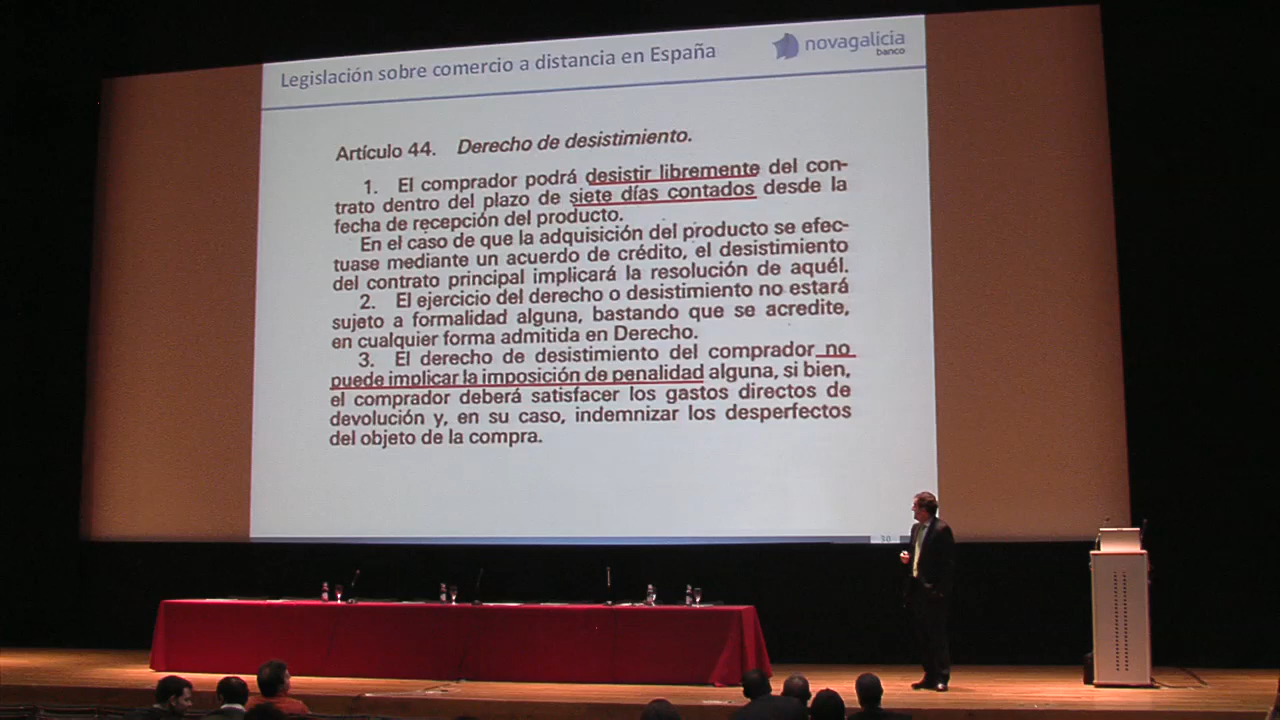 Legislación sobre comercio a distancia en España
novagalicia
banco
Artículo 44. Derecho de desistimiento.
1. El comprador podrá desistir libremente del con-
trato dentro del plazo de siete días contados desde la
fecha de recepción del producto.
En el caso de que la adquisición del producto se efec-
tuase mediante un acuerdo de crédito, el desistimiento
del contrato principal implicará la resolución de aquél.
2. El ejercicio del derecho o desistimiento no estará
sujeto a formalidad alguna, bastando que se acredite,
en cualquier forma admitida en Derecho.
3. El derecho de desistimiento del comprador no
puede implicar la imposición de penalidad alguna, si bien,
el comprador deberá satisfacer los gastos directos de
devolución y, en su caso, indemnizar los desperfectos
del objeto de la compra.
30